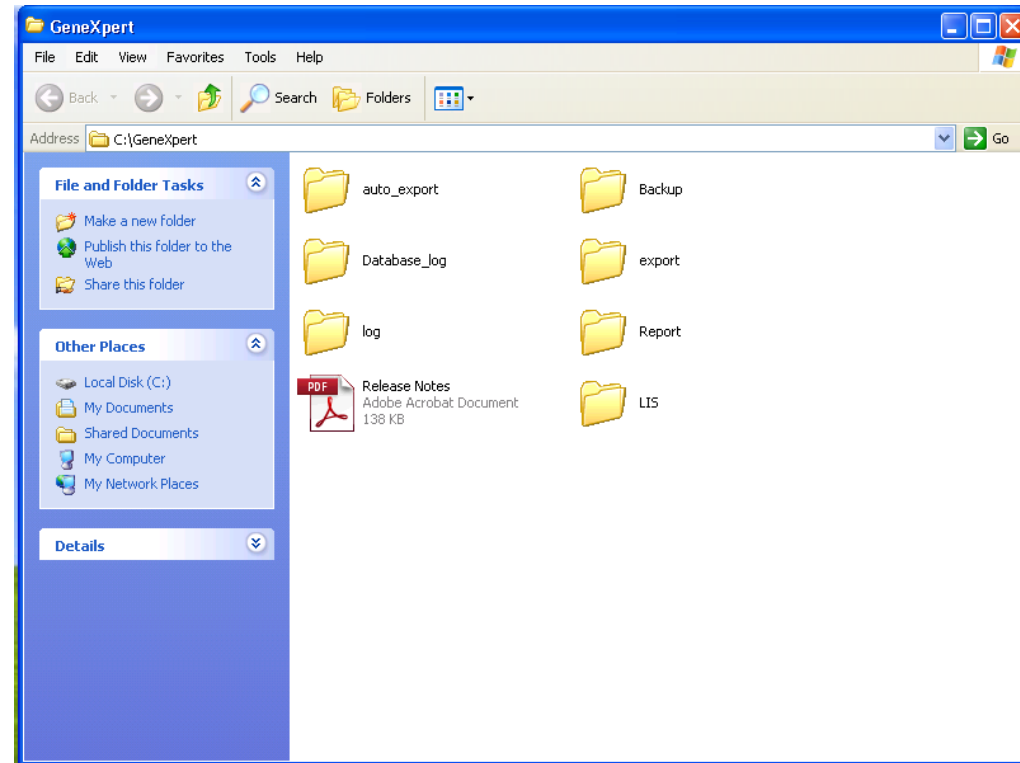 GeneXpert
File Edit View Favorites Tools Help
Back Search Folders
Address C:\GeneXpert Go
File and Folder Tasks
Make a new folder
Publish this folder to the
Web
Share this folder
Other Places
Local Disk (C:)
My Documents
Shared Documents
My Computer
My Network Places
Details
auto_export Backup
Database_log export
log Report
PDF
Release Notes
Adobe Acrobat Document
138 KB
LIS